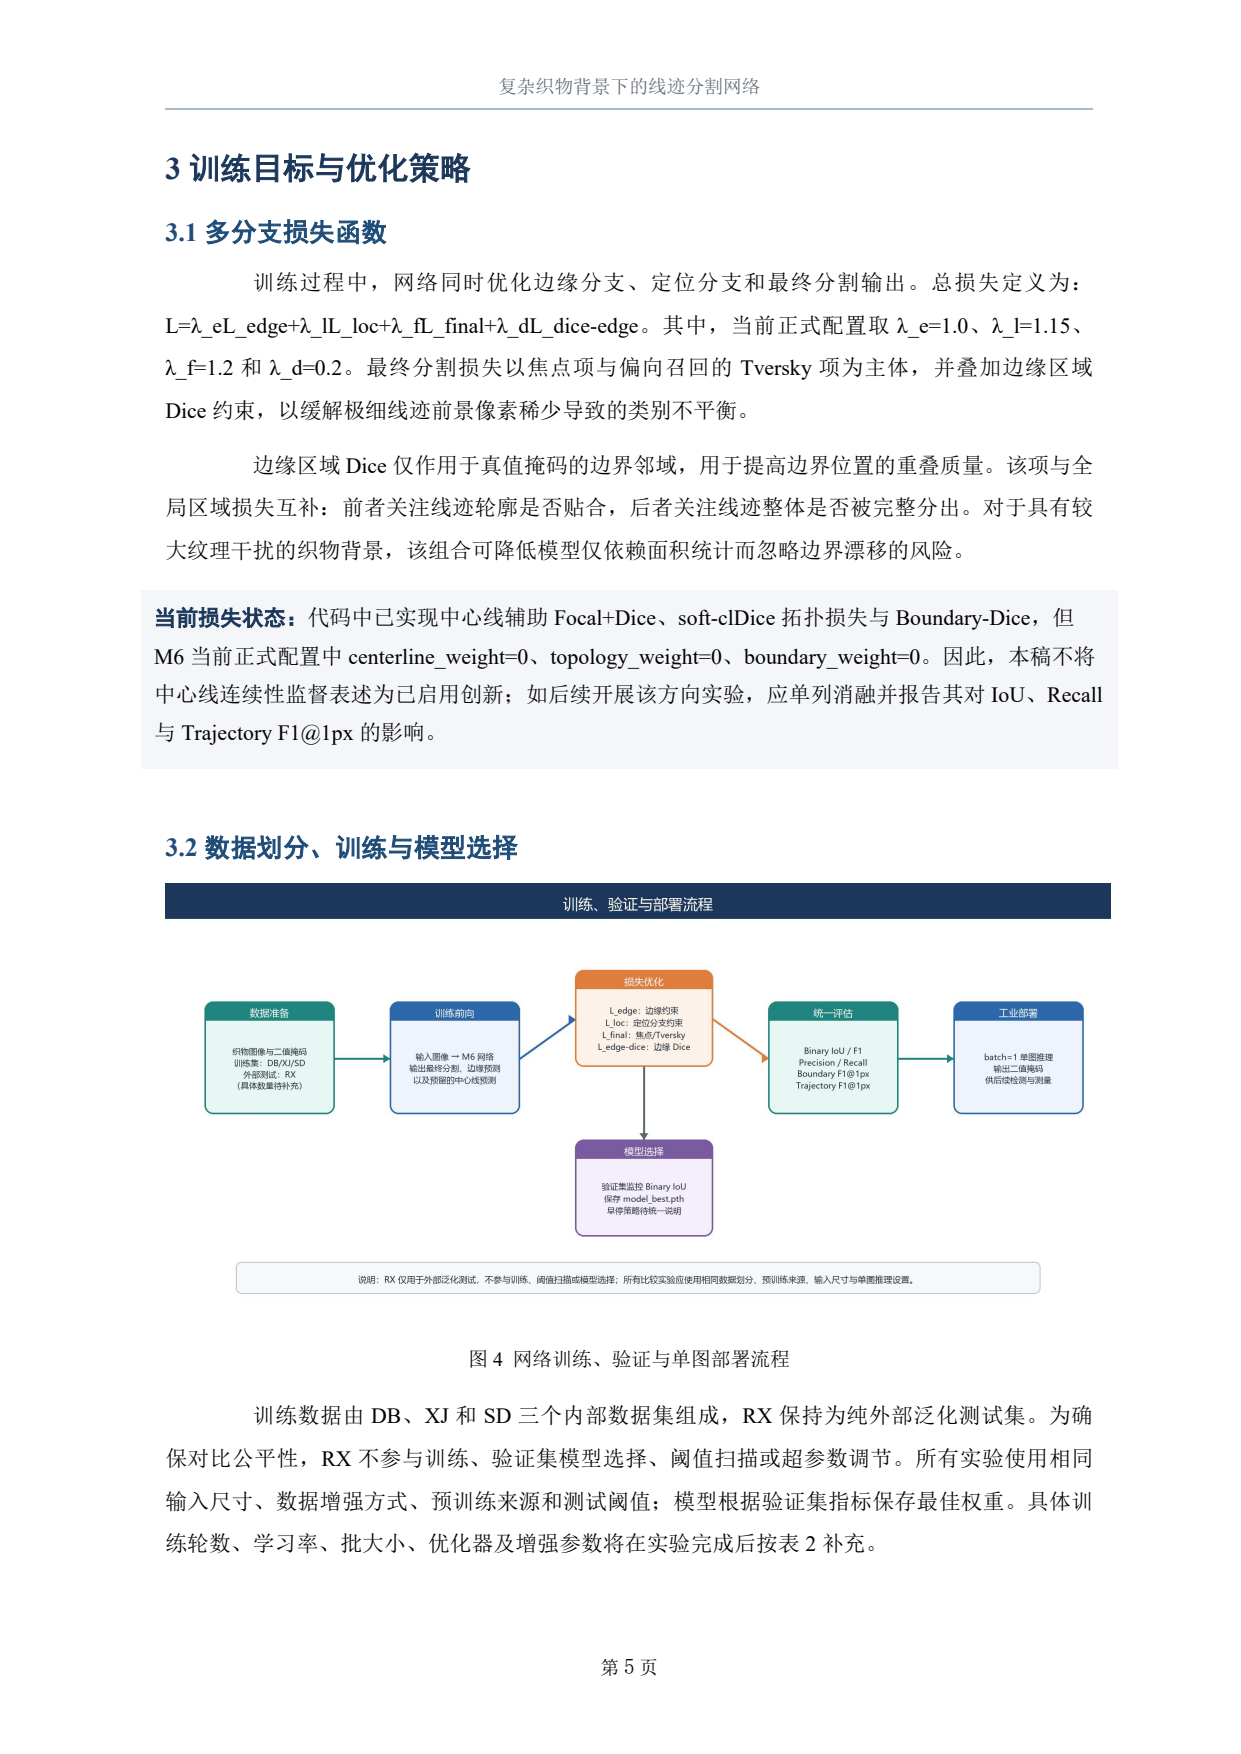 复杂织物背景下的线迹分割网络
3 训练目标与优化策略
3.1 多分支损失函数
训练过程中，网络同时优化边缘分支、定位分支和最终分割输出。总损失定义为：
L=λ_eL_edge+λ_lL_loc+λ_fL_final+λ_dL_dice-edge。其中，当前正式配置取 λ_e=1.0、λ_l=1.15、
λ_f=1.2 和 λ_d=0.2。最终分割损失以焦点项与偏向召回的 Tversky 项为主体，并叠加边缘区域
Dice 约束，以缓解极细线迹前景像素稀少导致的类别不平衡。
边缘区域 Dice 仅作用于真值掩码的边界邻域，用于提高边界位置的重叠质量。该项与全
局区域损失互补：前者关注线迹轮廓是否贴合，后者关注线迹整体是否被完整分出。对于具有较
大纹理干扰的织物背景，该组合可降低模型仅依赖面积统计而忽略边界漂移的风险。
当前损失状态：代码中已实现中心线辅助 Focal+Dice、soft-clDice 拓扑损失与 Boundary-Dice，但
M6 当前正式配置中 centerline_weight=0、topology_weight=0、boundary_weight=0。因此，本稿不将
中心线连续性监督表述为已启用创新；如后续开展该方向实验，应单列消融并报告其对 IoU、Recall
与 Trajectory F1@1px 的影响。
3.2 数据划分、训练与模型选择
训练、验证与部署流程
数据准备
织物图像与二值掩码
训练集：DB/XJ/SD
外部测试：RX
（具体数量待补充）
训练前向
输入图像 → M6 网络
输出最终分割、边缘预测
以及预留的中心线预测
损失优化
L_edge：边缘约束
L_loc：定位分支约束
L_final：焦点/Tversky
L_edge-dice：边缘 Dice
模型选择
验证集监控 Binary IoU
保存 model_best.pth
早停策略待统一说明
统一评估
Binary IoU / F1
Precision / Recall
Boundary F1@1px
Trajectory F1@1px
工业部署
batch=1 单图推理
输出二值掩码
供后续检测与测量
说明：RX 仅用于外部泛化测试，不参与训练、阈值扫描或模型选择；所有比较实验应使用相同数据划分、预训练来源、输入尺寸与单图推理设置。
图 4 网络训练、验证与单图部署流程
训练数据由 DB、XJ 和 SD 三个内部数据集组成，RX 保持为纯外部泛化测试集。为确
保对比公平性，RX 不参与训练、验证集模型选择、阈值扫描或超参数调节。所有实验使用相同
输入尺寸、数据增强方式、预训练来源和测试阈值；模型根据验证集指标保存最佳权重。具体训
练轮数、学习率、批大小、优化器及增强参数将在实验完成后按表 2 补充。
第 5 页